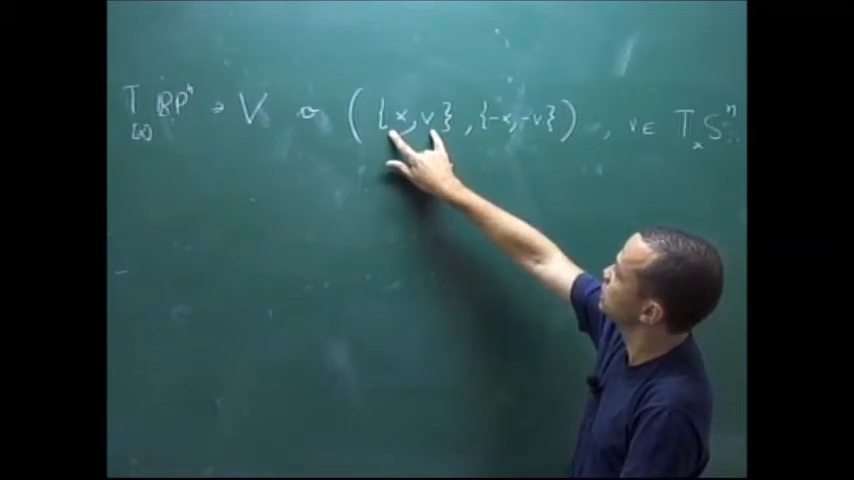 T_{[x]} RP^n ∋ V ↔ ({x, v}, {-x, -v}), v ∈ T_x S^n